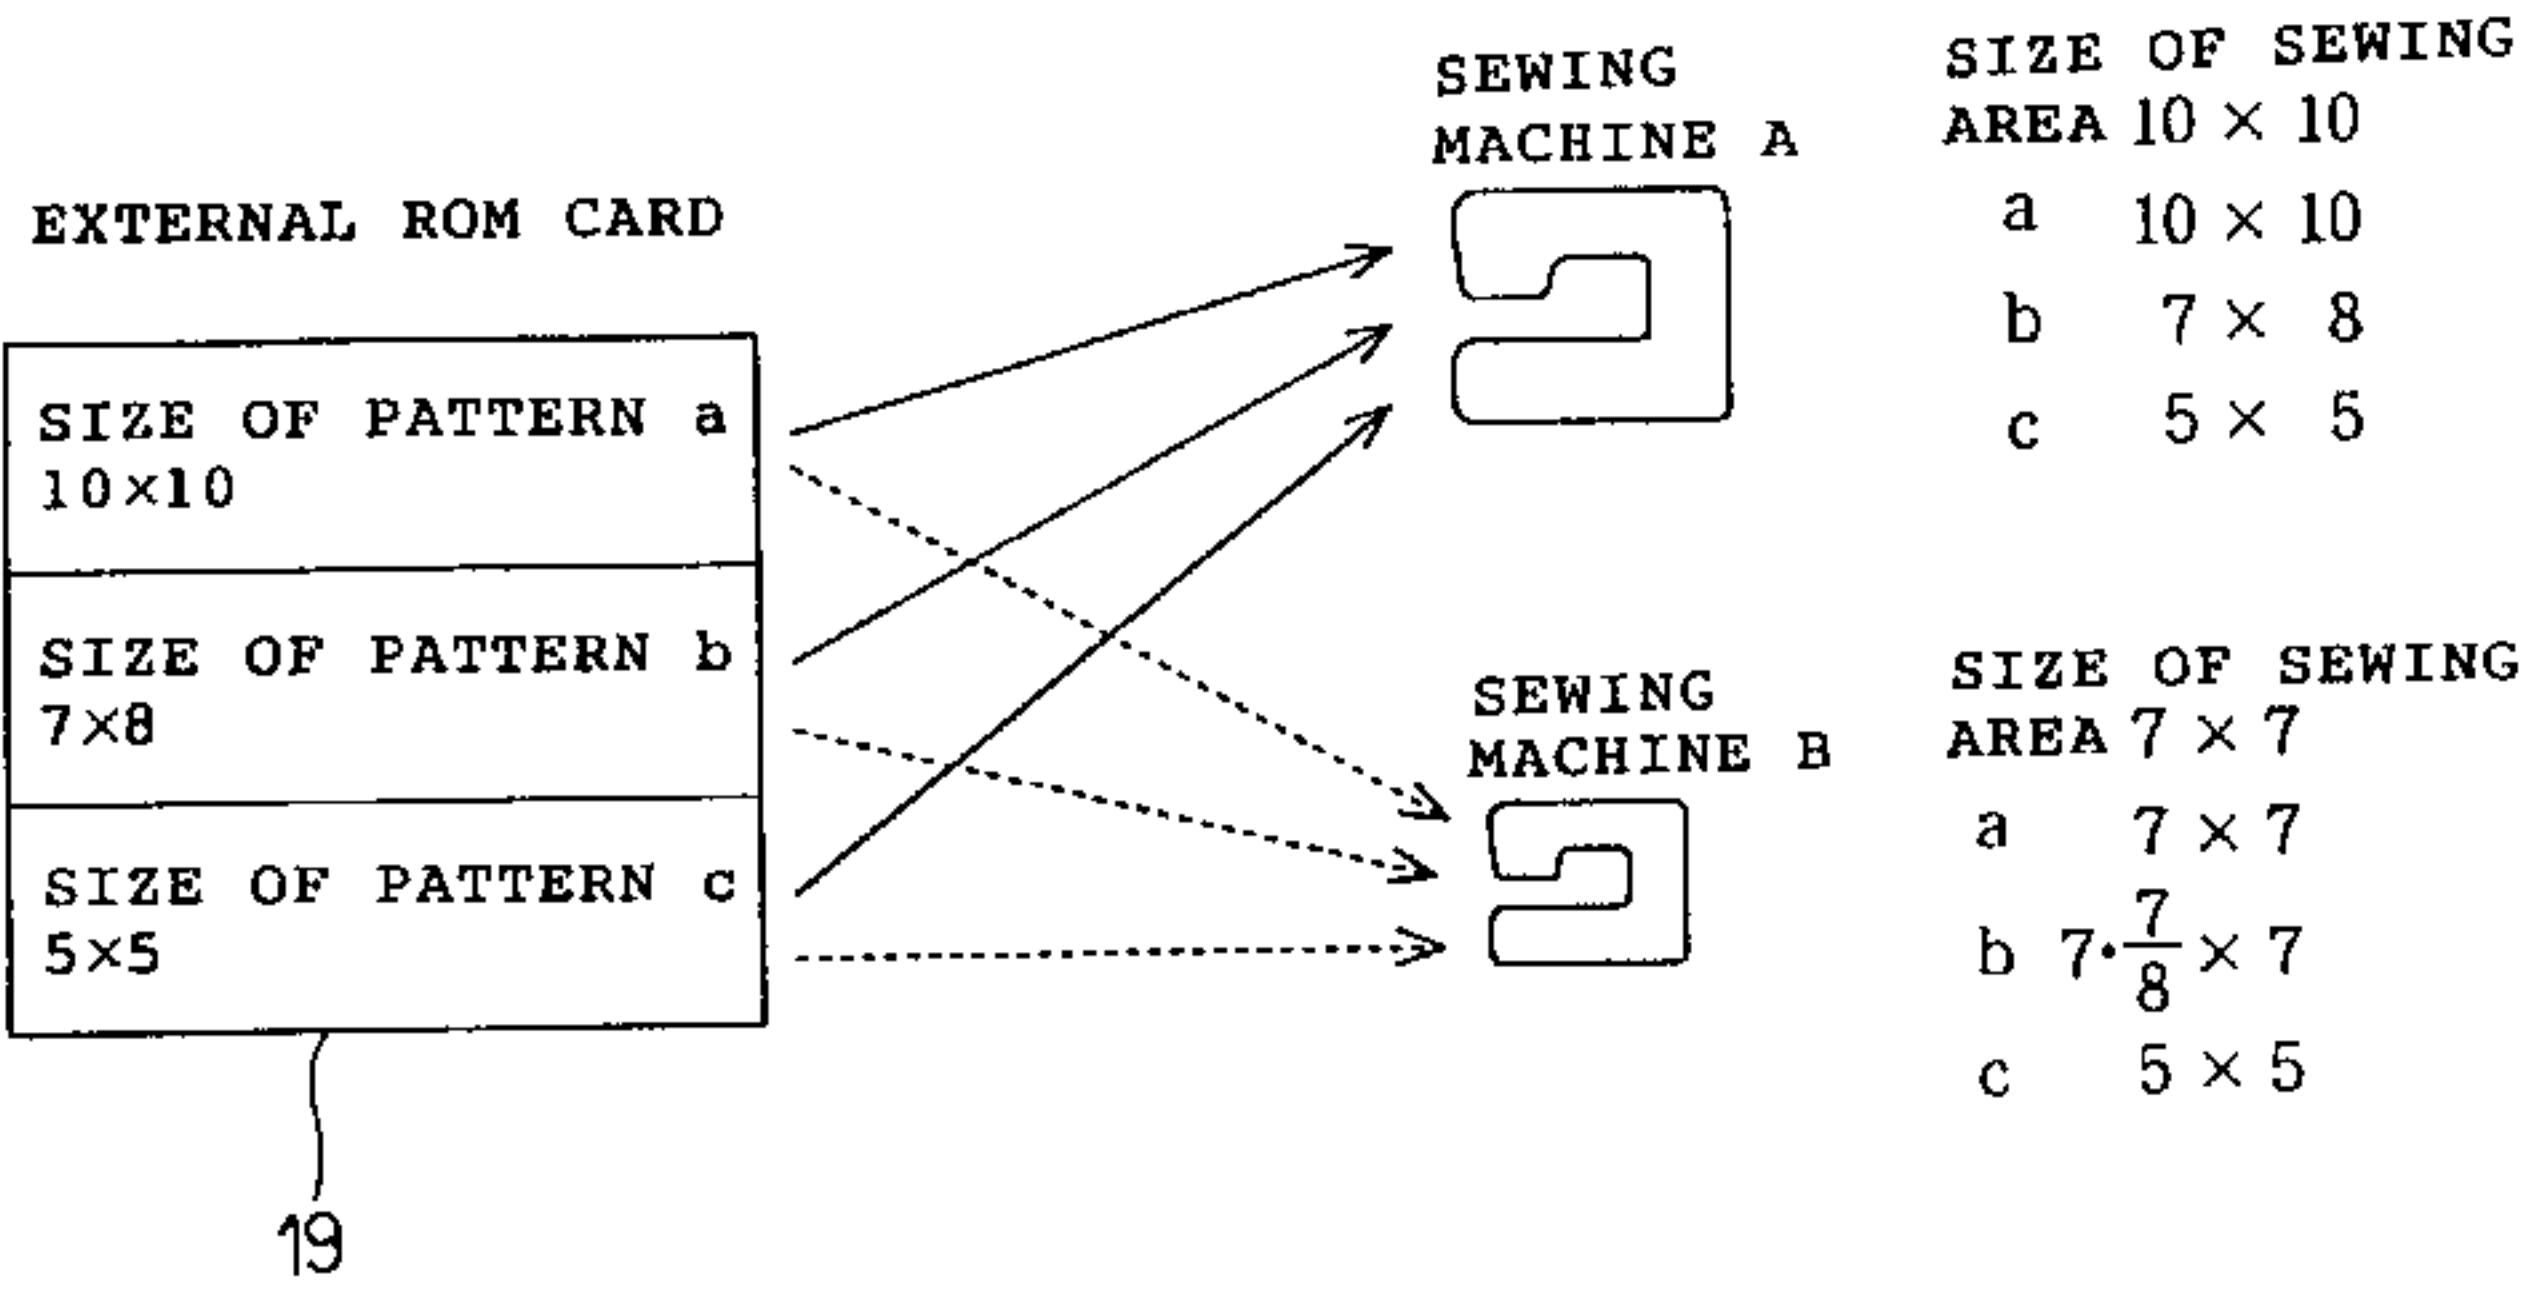 EXTERNAL ROM CARD
SIZE OF PATTERN a
10×10
SIZE OF PATTERN b
7×8
SIZE OF PATTERN c
5×5
19
SEWING
MACHINE A
SIZE OF SEWING
AREA 10 × 10
a 10 × 10
b 7 × 8
c 5 × 5
SEWING
MACHINE B
SIZE OF SEWING
AREA 7 × 7
a 7 × 7
b 7·7/8 × 7
c 5 × 5